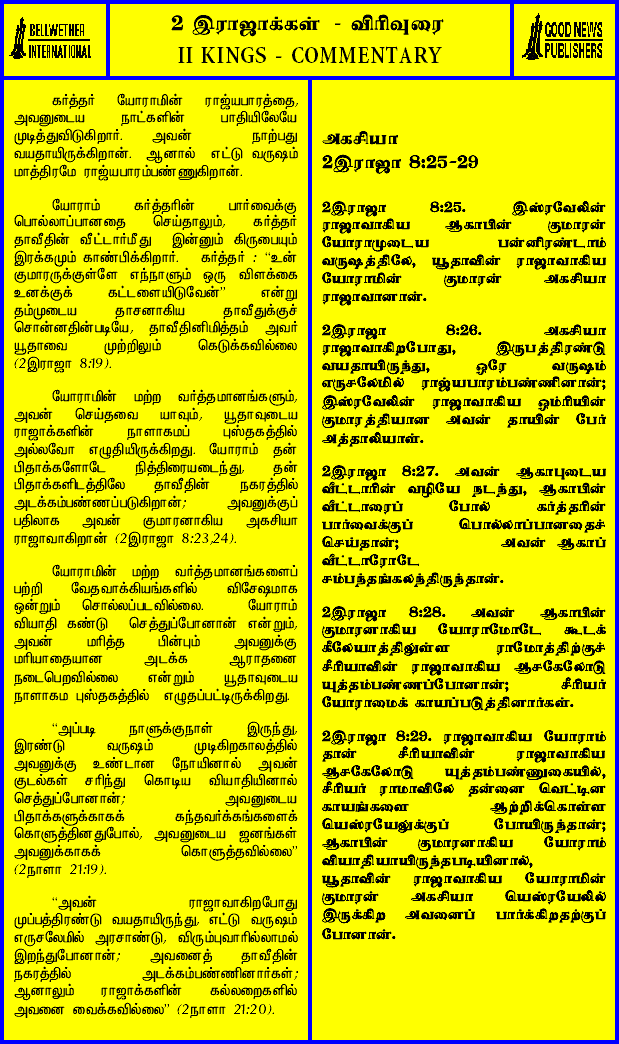 BELLWETHER
INTERNATIONAL
2 இராஜாக்கள் - விரிவுரை
II KINGS - COMMENTARY
GOOD NEWS
PUBLISHERS
கர்த்தர் யோராமின் ராஜ்யபாரத்தை,
அவனுடைய நாட்களின் பாதியிலேயே
முடித்துவிடுகிறார். அவன் நாற்பது
வயதாயிருக்கிறான். ஆனால் எட்டு வருஷம்
மாத்திரமே ராஜ்யபாரம்பண்ணுகிறான்.
யோராம் கர்த்தரின் பார்வைக்கு
பொல்லாப்பானதை செய்தாலும், கர்த்தர்
தாவீதின் வீட்டார்மீது இன்னும் கிருபையும்
இரக்கமும் காண்பிக்கிறார். கர்த்தர் : “உன்
குமாரருக்குள்ளே எந்நாளும் ஒரு விளக்கை
உனக்குக் கட்டளையிடுவேன்” என்று
தம்முடைய தாசனாகிய தாவீதுக்குச்
சொன்னதின்படியே, தாவீதினிமித்தம் அவர்
யூதாவை முற்றிலும் கெடுக்கவில்லை
(2இராஜா 8:19).
யோராமின் மற்ற வர்த்தமானங்களும்,
அவன் செய்தவை யாவும், யூதாவுடைய
ராஜாக்களின் நாளாகமப் புஸ்தகத்தில்
அல்லவோ எழுதியிருக்கிறது. யோராம் தன்
பிதாக்களோடே நித்திரையடைந்து, தன்
பிதாக்களிடத்திலே தாவீதின் நகரத்தில்
அடக்கம்பண்ணப்படுகிறான்; அவனுக்குப்
பதிலாக அவன் குமாரனாகிய அகசியா
ராஜாவாகிறான் (2இராஜா 8:23,24).
யோராமின் மற்ற வர்த்தமானங்களைப்
பற்றி வேதவாக்கியங்களில் விசேஷமாக
ஒன்றும் சொல்லப்படவில்லை. யோராம்
வியாதி கண்டு செத்துப்போனான் என்றும்,
அவன் மரித்த பின்பும் அவனுக்கு
மரியாதையான அடக்க ஆராதனை
நடைபெறவில்லை என்றும் யூதாவுடைய
நாளாகம புஸ்தகத்தில் எழுதப்பட்டிருக்கிறது.
“அப்படி நாளுக்குநாள் இருந்து,
இரண்டு வருஷம் முடிகிறகாலத்தில்
அவனுக்கு உண்டான நோயினால் அவன்
குடல்கள் சரிந்து கொடிய வியாதியினால்
செத்துப்போனான்; அவனுடைய
பிதாக்களுக்காகக் கந்தவர்க்கங்களைக்
கொளுத்தினதுபோல், அவனுடைய ஜனங்கள்
அவனுக்காகக் கொளுத்தவில்லை”
(2நாளா 21:19).
“அவன் ராஜாவாகிறபோது
முப்பத்திரண்டு வயதாயிருந்து, எட்டு வருஷம்
எருசலேமில் அரசாண்டு, விரும்புவாரில்லாமல்
இறந்துபோனான்; அவனைத் தாவீதின்
நகரத்தில் அடக்கம்பண்ணினார்கள்;
ஆனாலும் ராஜாக்களின் கல்லறைகளில்
அவனை வைக்கவில்லை” (2நாளா 21:20).
அகசியா
2இராஜா 8:25-29
2இராஜா 8:25. இஸ்ரவேலின்
ராஜாவாகிய ஆகாபின் குமாரன்
யோராமுடைய பன்னிரண்டாம்
வருஷத்திலே, யூதாவின் ராஜாவாகிய
யோராமின் குமாரன் அகசியா
ராஜாவானான்.
2இராஜா 8:26. அகசியா
ராஜாவாகிறபோது, இருபத்திரண்டு
வயதாயிருந்து, ஒரே வருஷம்
எருசலேமில் ராஜ்யபாரம்பண்ணினான்;
இஸ்ரவேலின் ராஜாவாகிய ஒம்ரியின்
குமாரத்தியான அவன் தாயின் பேர்
அத்தாலியாள்.
2இராஜா 8:27. அவன் ஆகாபுடைய
வீட்டாரின் வழியே நடந்து, ஆகாபின்
வீட்டாரைப் போல் கர்த்தரின்
பார்வைக்குப் பொல்லாப்பானதைச்
செய்தான்; அவன் ஆகாப்
வீட்டாரோடே
சம்பந்தங்கலந்திருந்தான்.
2இராஜா 8:28. அவன் ஆகாபின்
குமாரனாகிய யோராமோடே கூடக்
கீலேயாத்திலுள்ள ராமோத்திற்குச்
சீரியாவின் ராஜாவாகிய ஆசகேலோடு
யுத்தம்பண்ணப்போனான்; சீரியர்
யோராமைக் காயப்படுத்தினார்கள்.
2இராஜா 8:29. ராஜாவாகிய யோராம்
தான் சீரியாவின் ராஜாவாகிய
ஆசகேலோடு யுத்தம்பண்ணுகையில்,
சீரியர் ராமாவிலே தன்னை வெட்டின
காயங்களை ஆற்றிக்கொள்ள
யெஸ்ரயேலுக்குப் போயிருந்தான்;
ஆகாபின் குமாரனாகிய யோராம்
வியாதியாயிருந்தபடியினால்,
யூதாவின் ராஜாவாகிய யோராமின்
குமாரன் அகசியா யெஸ்ரயேலில்
இருக்கிற அவனைப் பார்க்கிறதற்குப்
போனான்.